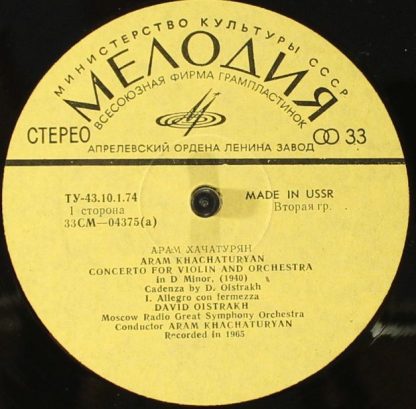 МИНИСТЕРСТВО КУЛЬТУРЫ СССР
МЕЛОДИЯ
ВСЕСОЮЗНАЯ ФИРМА ГРАМПЛАСТИНОК
СТЕРЕО
33
АПРЕЛЕВСКИЙ ОРДЕНА ЛЕНИНА ЗАВОД
ТУ-43.10.1.74
MADE IN USSR
1 сторона
Вторая гр.
33СМ—04375(а)
АРАМ ХАЧАТУРЯН
ARAM KHACHATURYAN
CONCERTO FOR VIOLIN AND ORCHESTRA
in D Minor, (1940)
Cadenza by D. Oistrakh
I. Allegro con fermezza
DAVID OISTRAKH
Moscow Radio Great Symphony Orchestra
Conductor ARAM KHACHATURYAN
Recorded in 1965